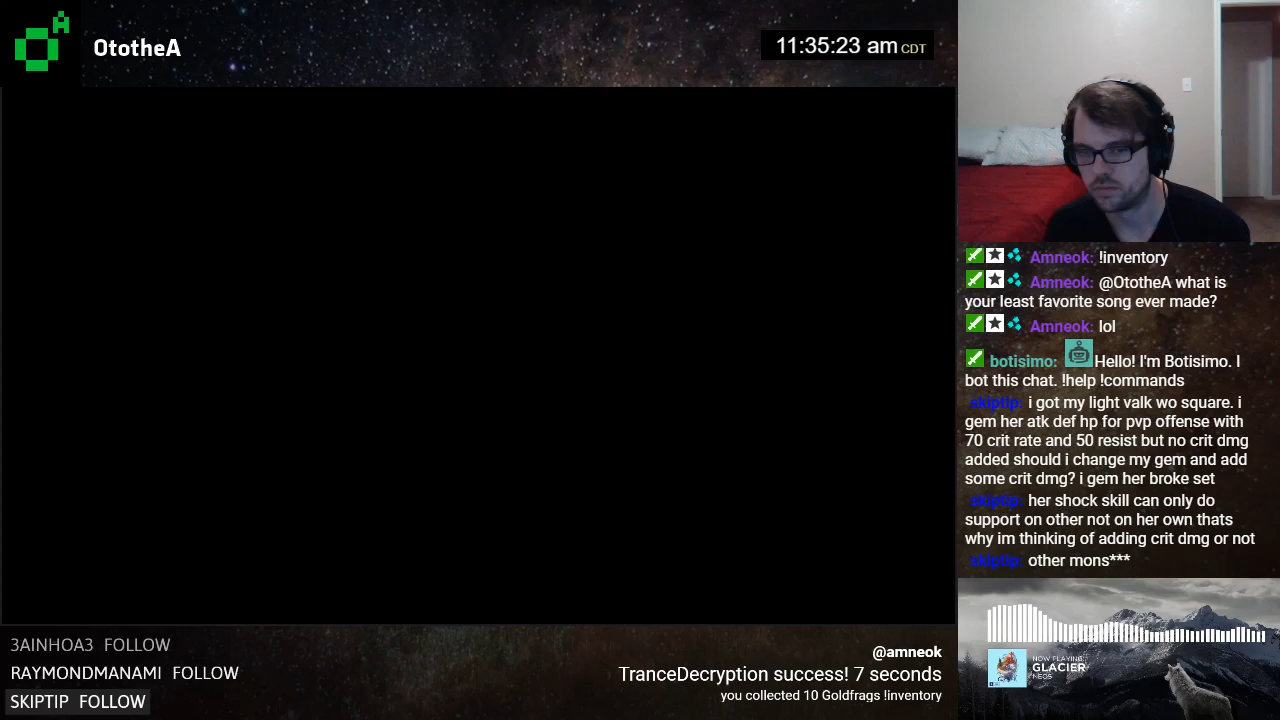 OtotheA
11:35:23 am CDT
Amneok: !inventory
Amneok: @OtotheA what is
your least favorite song ever made?
Amneok: lol
botisimo: Hello! I'm Botisimo. I
bot this chat. !help !commands
skiptip: i got my light valk wo square. i
gem her atk def hp for pvp offense with
70 crit rate and 50 resist but no crit dmg
added should i change my gem and add
some crit dmg? i gem her broke set
skiptip: her shock skill can only do
support on other not on her own thats
why im thinking of adding crit dmg or not
skiptip: other mons***
3AINHOA3 FOLLOW
RAYMONDMANAMI FOLLOW
SKIPTIP FOLLOW
@amneok
TranceDecryption success! 7 seconds
you collected 10 Goldfrags !inventory
NOW PLAYING:
GLACIER
NEOS